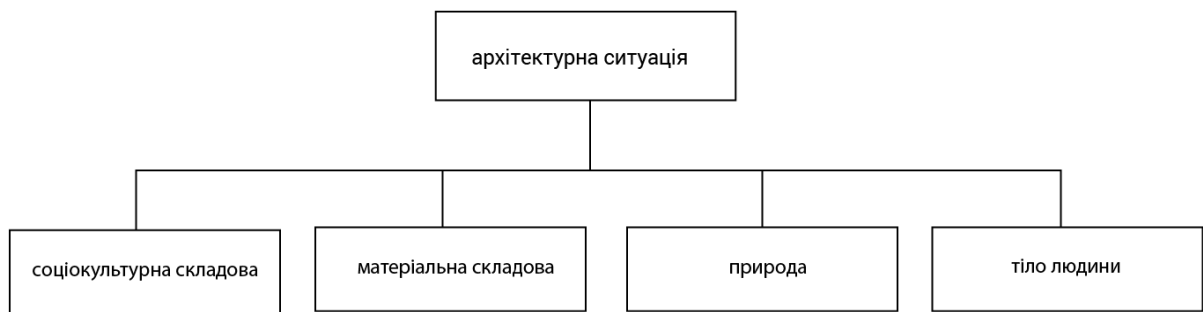 архітектурна ситуація
соціокультурна складова
матеріальна складова
природа
тіло людини